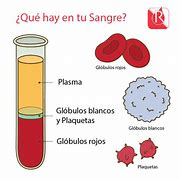 ¿Qué hay en tu Sangre?
R
Plasma
Glóbulos rojos
Glóbulos blancos
y Plaquetas
Glóbulos blancos
Glóbulos rojos
Plaquetas